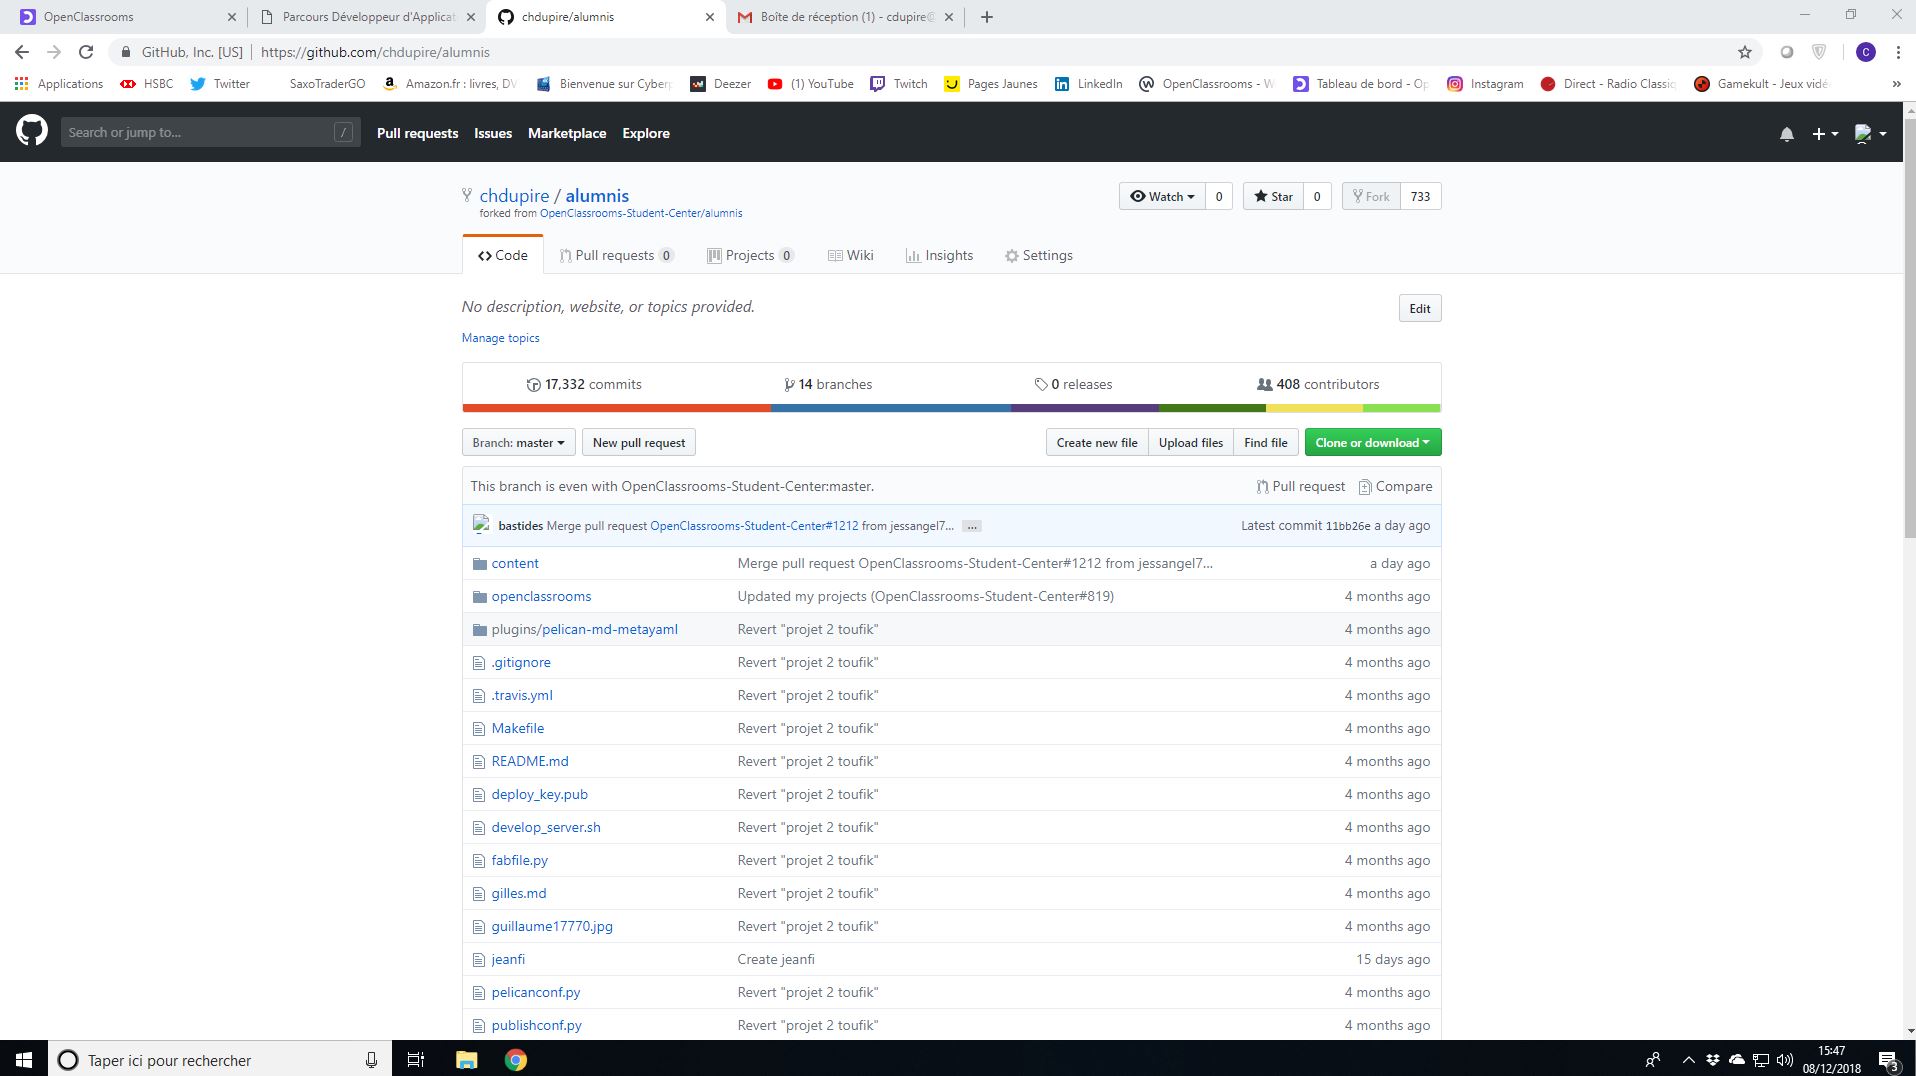 OpenClassrooms
Parcours Développeur d'Applicat
chdupire/alumnis
Boîte de réception (1) - cdupire@
GitHub, Inc. [US]
https://github.com/chdupire/alumnis
C
Applications
HSBC
Twitter
SaxoTraderGO
Amazon.fr : livres, DV
Bienvenue sur Cyberp
Deezer
(1) YouTube
Twitch
Pages Jaunes
LinkedIn
OpenClassrooms - W
Tableau de bord - Op
Instagram
Direct - Radio Classiq
Gamekult - Jeux vidé
»
Search or jump to...
/
Pull requests
Issues
Marketplace
Explore
chdupire / alumnis
forked from OpenClassrooms-Student-Center/alumnis
Watch
0
Star
0
Fork
733
Code
Pull requests 0
Projects 0
Wiki
Insights
Settings
No description, website, or topics provided.
Edit
Manage topics
17,332 commits
14 branches
0 releases
408 contributors
Branch: master
New pull request
Create new file
Upload files
Find file
Clone or download
This branch is even with OpenClassrooms-Student-Center:master.
Pull request
Compare
bastides Merge pull request OpenClassrooms-Student-Center#1212 from jessangel7... ...
Latest commit 11bb26e a day ago
content Merge pull request OpenClassrooms-Student-Center#1212 from jessangel7... a day ago
openclassrooms Updated my projects (OpenClassrooms-Student-Center#819) 4 months ago
plugins/pelican-md-metayaml Revert "projet 2 toufik" 4 months ago
.gitignore Revert "projet 2 toufik" 4 months ago
.travis.yml Revert "projet 2 toufik" 4 months ago
Makefile Revert "projet 2 toufik" 4 months ago
README.md Revert "projet 2 toufik" 4 months ago
deploy_key.pub Revert "projet 2 toufik" 4 months ago
develop_server.sh Revert "projet 2 toufik" 4 months ago
fabfile.py Revert "projet 2 toufik" 4 months ago
gilles.md Revert "projet 2 toufik" 4 months ago
guillaume17770.jpg Revert "projet 2 toufik" 4 months ago
jeanfi Create jeanfi 15 days ago
pelicanconf.py Revert "projet 2 toufik" 4 months ago
publishconf.py Revert "projet 2 toufik" 4 months ago
Taper ici pour rechercher
15:47
08/12/2018
3